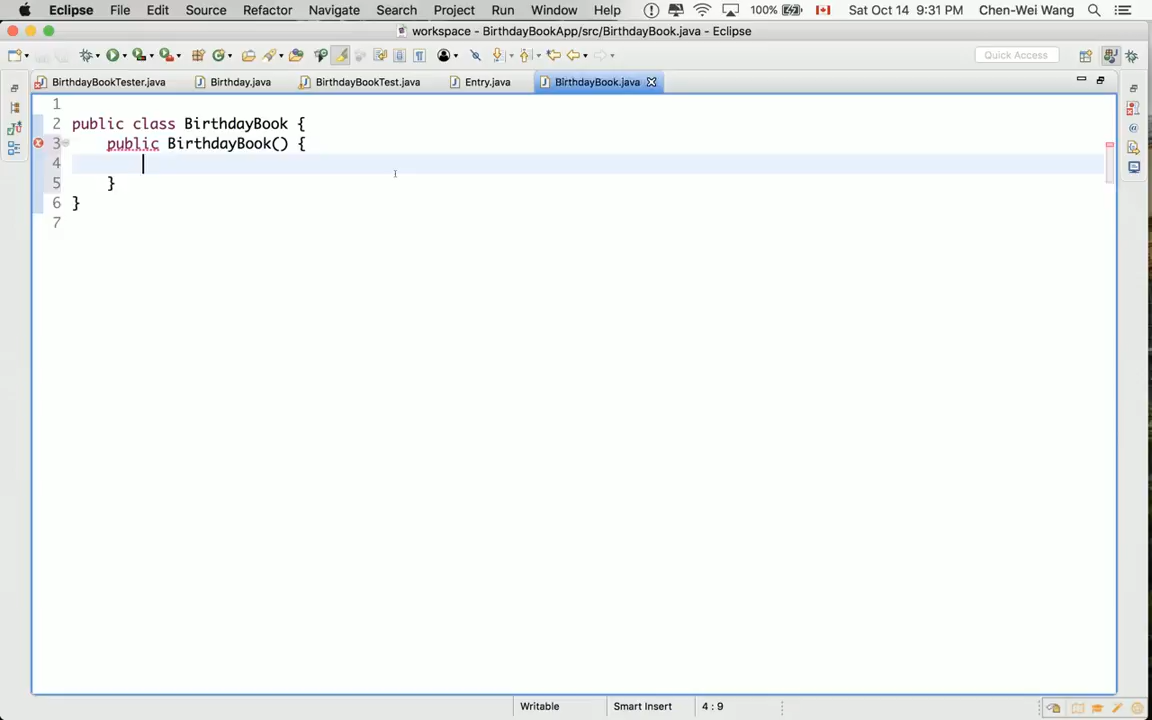 Eclipse File Edit Source Refactor Navigate Search Project Run Window Help 100% Sat Oct 14 9:31 PM Chen-Wei Wang
workspace - BirthdayBookApp/src/BirthdayBook.java - Eclipse
Quick Access
BirthdayBookTester.java Birthday.java BirthdayBookTest.java Entry.java BirthdayBook.java
1
2 public class BirthdayBook {
3 public BirthdayBook() {
4
5 }
6 }
7
Writable Smart Insert 4 : 9